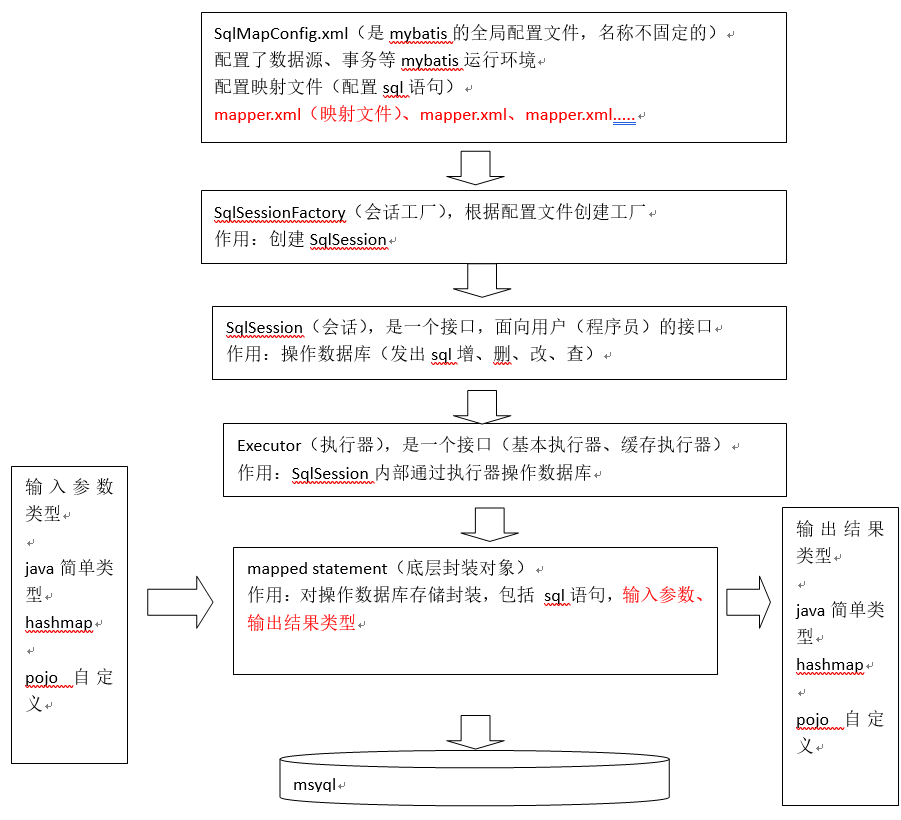 SqlMapConfig.xml（是 mybatis 的全局配置文件，名称不固定的）
配置了数据源、事务等 mybatis 运行环境
配置映射文件（配置 sql 语句）
mapper.xml（映射文件）、mapper.xml、mapper.xml.....
SqlSessionFactory（会话工厂），根据配置文件创建工厂
作用：创建 SqlSession
SqlSession（会话），是一个接口，面向用户（程序员）的接口
作用：操作数据库（发出 sql 增、删、改、查）
Executor（执行器），是一个接口（基本执行器、缓存执行器）
作用：SqlSession 内部通过执行器操作数据库
输入参数
类型
java 简单类
型
hashmap
pojo 自定
义
mapped statement（底层封装对象）
作用：对操作数据库存储封装，包括 sql 语句，输入参数、
输出结果类型
输出结果
类型
java 简单类
型
hashmap
pojo 自定
义
msyql